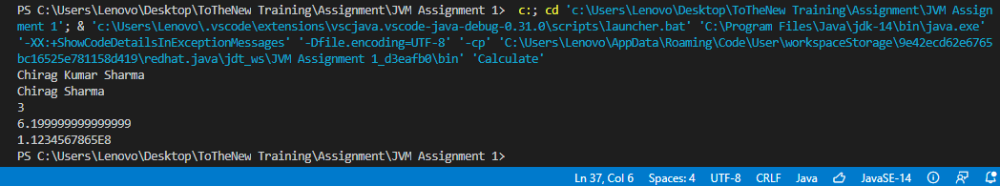 PS C:\Users\Lenovo\Desktop\ToTheNew Training\Assignment\JVM Assignment 1>  c:; cd 'c:\Users\Lenovo\Desktop\ToTheNew Training\Assignment\JVM Assign
ment 1'; & 'c:\Users\Lenovo\.vscode\extensions\vscjava.vscode-java-debug-0.31.0\scripts\launcher.bat' 'C:\Program Files\Java\jdk-14\bin\java.exe'
'-XX:+ShowCodeDetailsInExceptionMessages' '-Dfile.encoding=UTF-8' '-cp' 'C:\Users\Lenovo\AppData\Roaming\Code\User\workspaceStorage\9e42ecd62e6765
bc16525e781158d419\redhat.java\jdt_ws\JVM Assignment 1_d3eafb0\bin' 'Calculate'
Chirag Kumar Sharma
Chirag Sharma
3
6.199999999999999
1.1234567865E8
PS C:\Users\Lenovo\Desktop\ToTheNew Training\Assignment\JVM Assignment 1>
Ln 37, Col 6 Spaces: 4 UTF-8 CRLF Java JavaSE-14